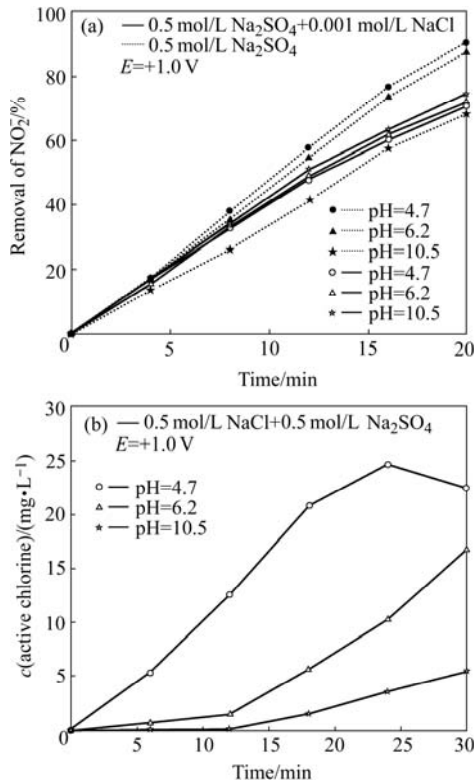 (a) — 0.5 mol/L Na₂SO₄+0.001 mol/L NaCl
0.5 mol/L Na₂SO₄
E=+1.0 V
Removal of NO₂⁻/%
100
80
60
40
20
0
5
10
15
20
pH=4.7
pH=6.2
pH=10.5
pH=4.7
pH=6.2
pH=10.5
Time/min
(b) — 0.5 mol/L NaCl+0.5 mol/L Na₂SO₄
E=+1.0 V
pH=4.7
pH=6.2
pH=10.5
c(active chlorine)/(mg•L⁻¹)
30
25
20
15
10
5
0
0
5
10
15
20
25
30
Time/min